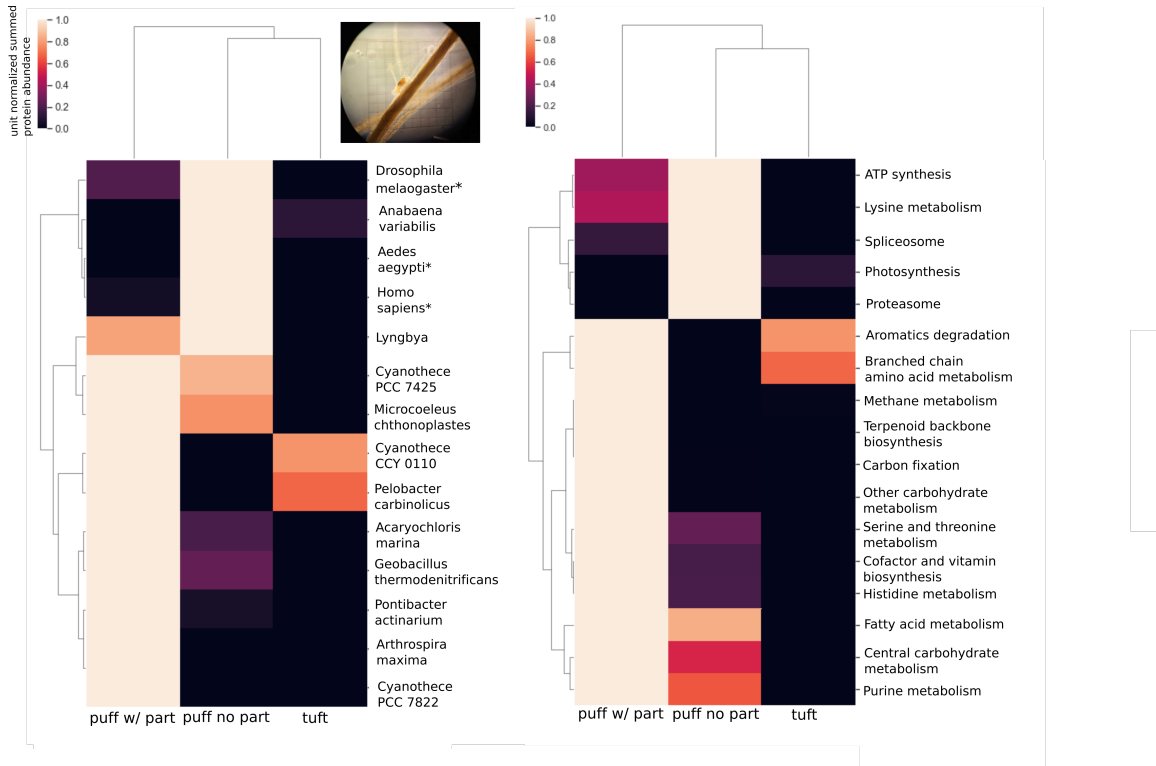 unit normalized summed
protein abundance
1.0
0.8
0.6
0.4
0.2
0.0
1.0
0.8
0.6
0.4
0.2
0.0
Drosophila
melaogaster*
Anabaena
variabilis
Aedes
aegypti*
Homo
sapiens*
Lyngbya
Cyanothece
PCC 7425
Microcoeleus
chthonoplastes
Cyanothece
CCY 0110
Pelobacter
carbinolicus
Acaryochloris
marina
Geobacillus
thermodenitrificans
Pontibacter
actinarium
Arthrospira
maxima
Cyanothece
PCC 7822
puff w/ part puff no part tuft
ATP synthesis
Lysine metabolism
Spliceosome
Photosynthesis
Proteasome
Aromatics degradation
Branched chain
amino acid metabolism
Methane metabolism
Terpenoid backbone
biosynthesis
Carbon fixation
Other carbohydrate
metabolism
Serine and threonine
metabolism
Cofactor and vitamin
biosynthesis
Histidine metabolism
Fatty acid metabolism
Central carbohydrate
metabolism
Purine metabolism
puff w/ part puff no part tuft